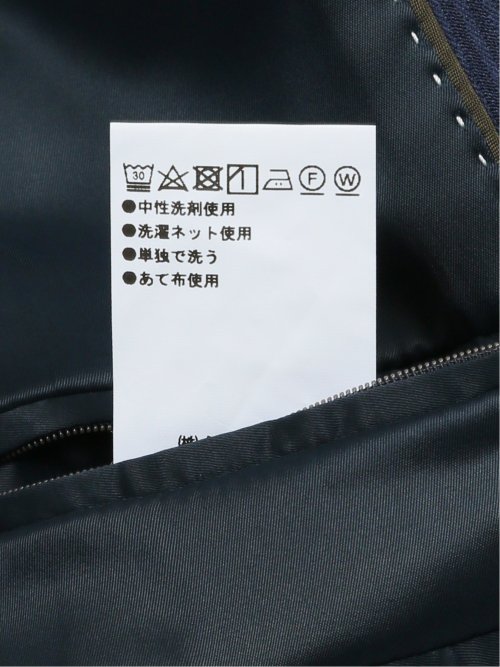 30 F W
●中性洗剤使用
●洗濯ネット使用
●単独で洗う
●あて布使用
(株)